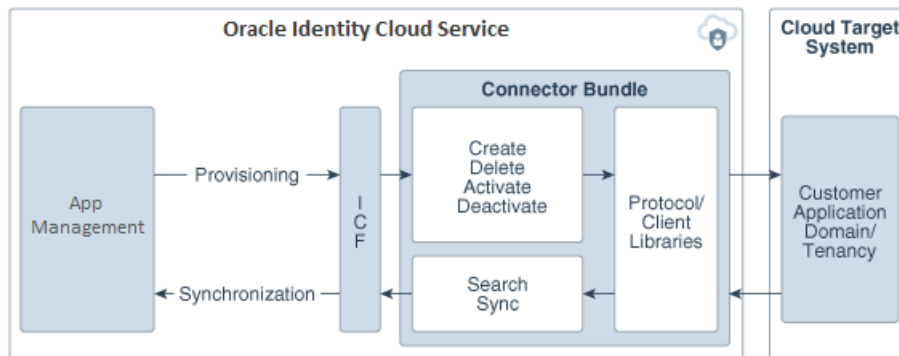 Oracle Identity Cloud Service
Cloud Target
System
Connector Bundle
App
Management
Provisioning
Synchronization
I
C
F
Create
Delete
Activate
Deactivate
Search
Sync
Protocol/
Client
Libraries
Customer
Application
Domain/
Tenancy